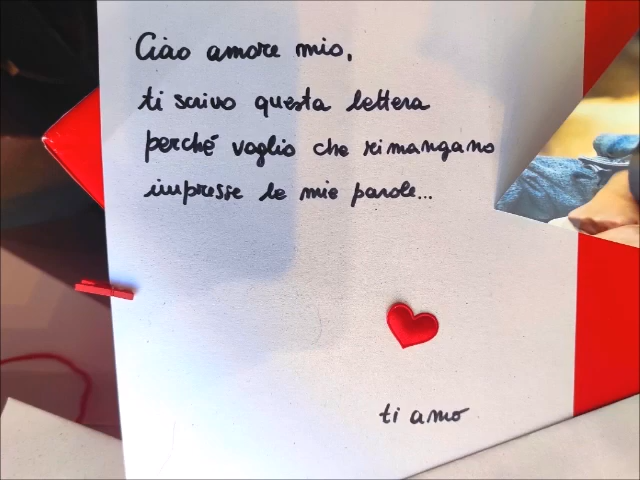 Ciao amore mio,
ti scrivo questa lettera
perché voglio che rimangano
impresse le mie parole...
ti amo